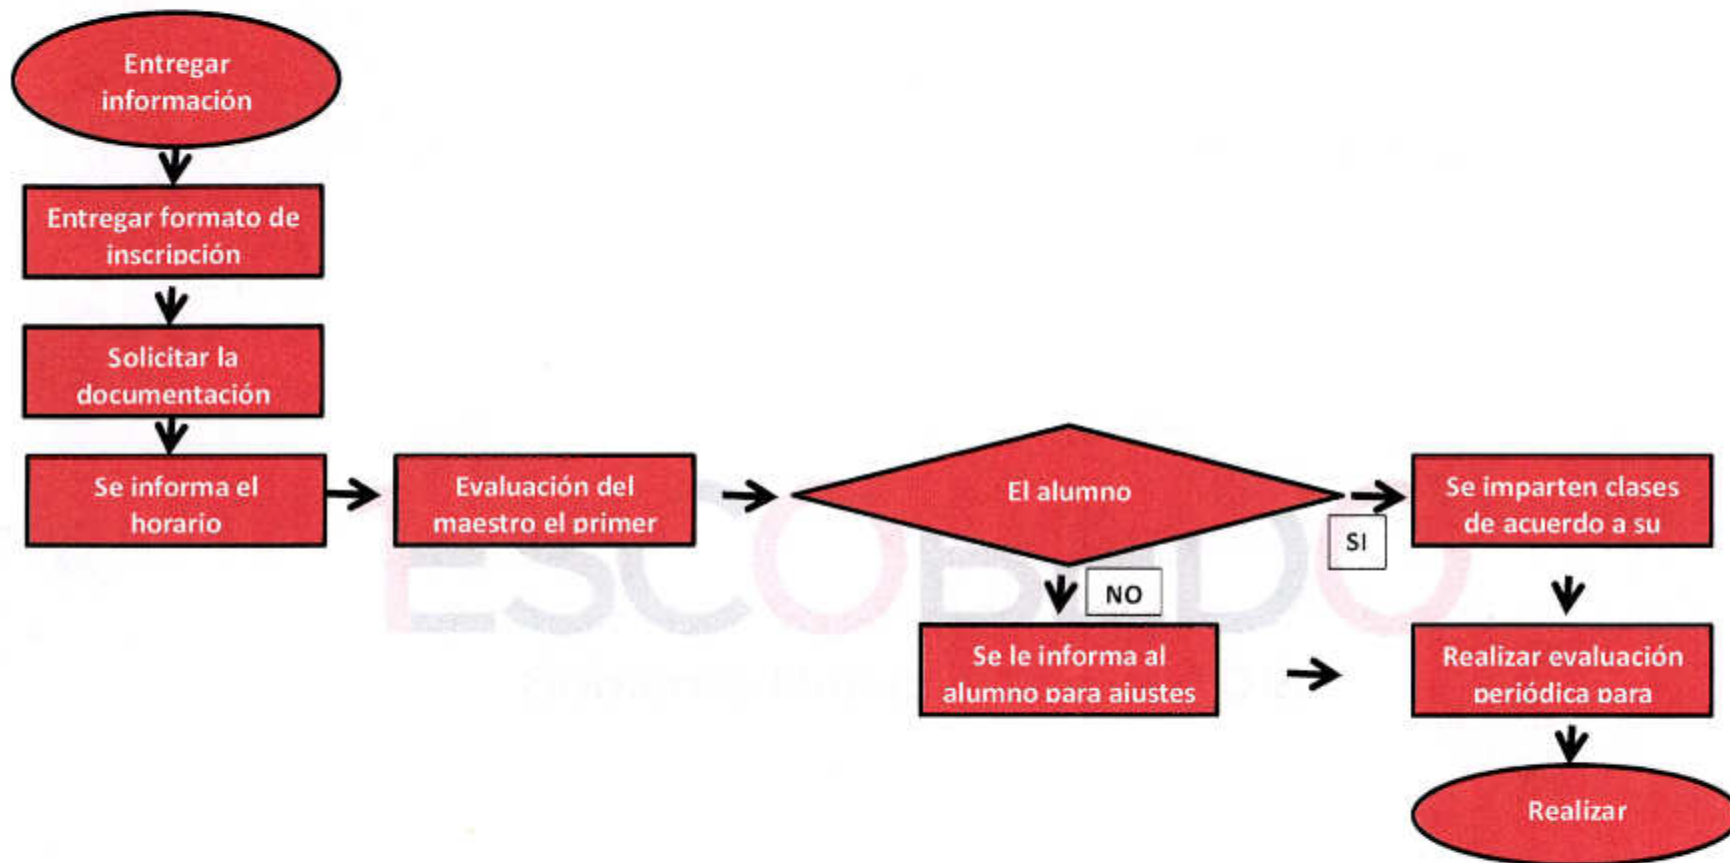 Entregar
información
Entregar formato de
inscripción
Solicitar la
documentación
Se informa el
horario
Evaluación del
maestro el primer
El alumno
SI
Se imparten clases
de acuerdo a su
NO
Se le informa al
alumno para ajustes
Realizar evaluación
periódica para
Realizar
ESCOBEDO